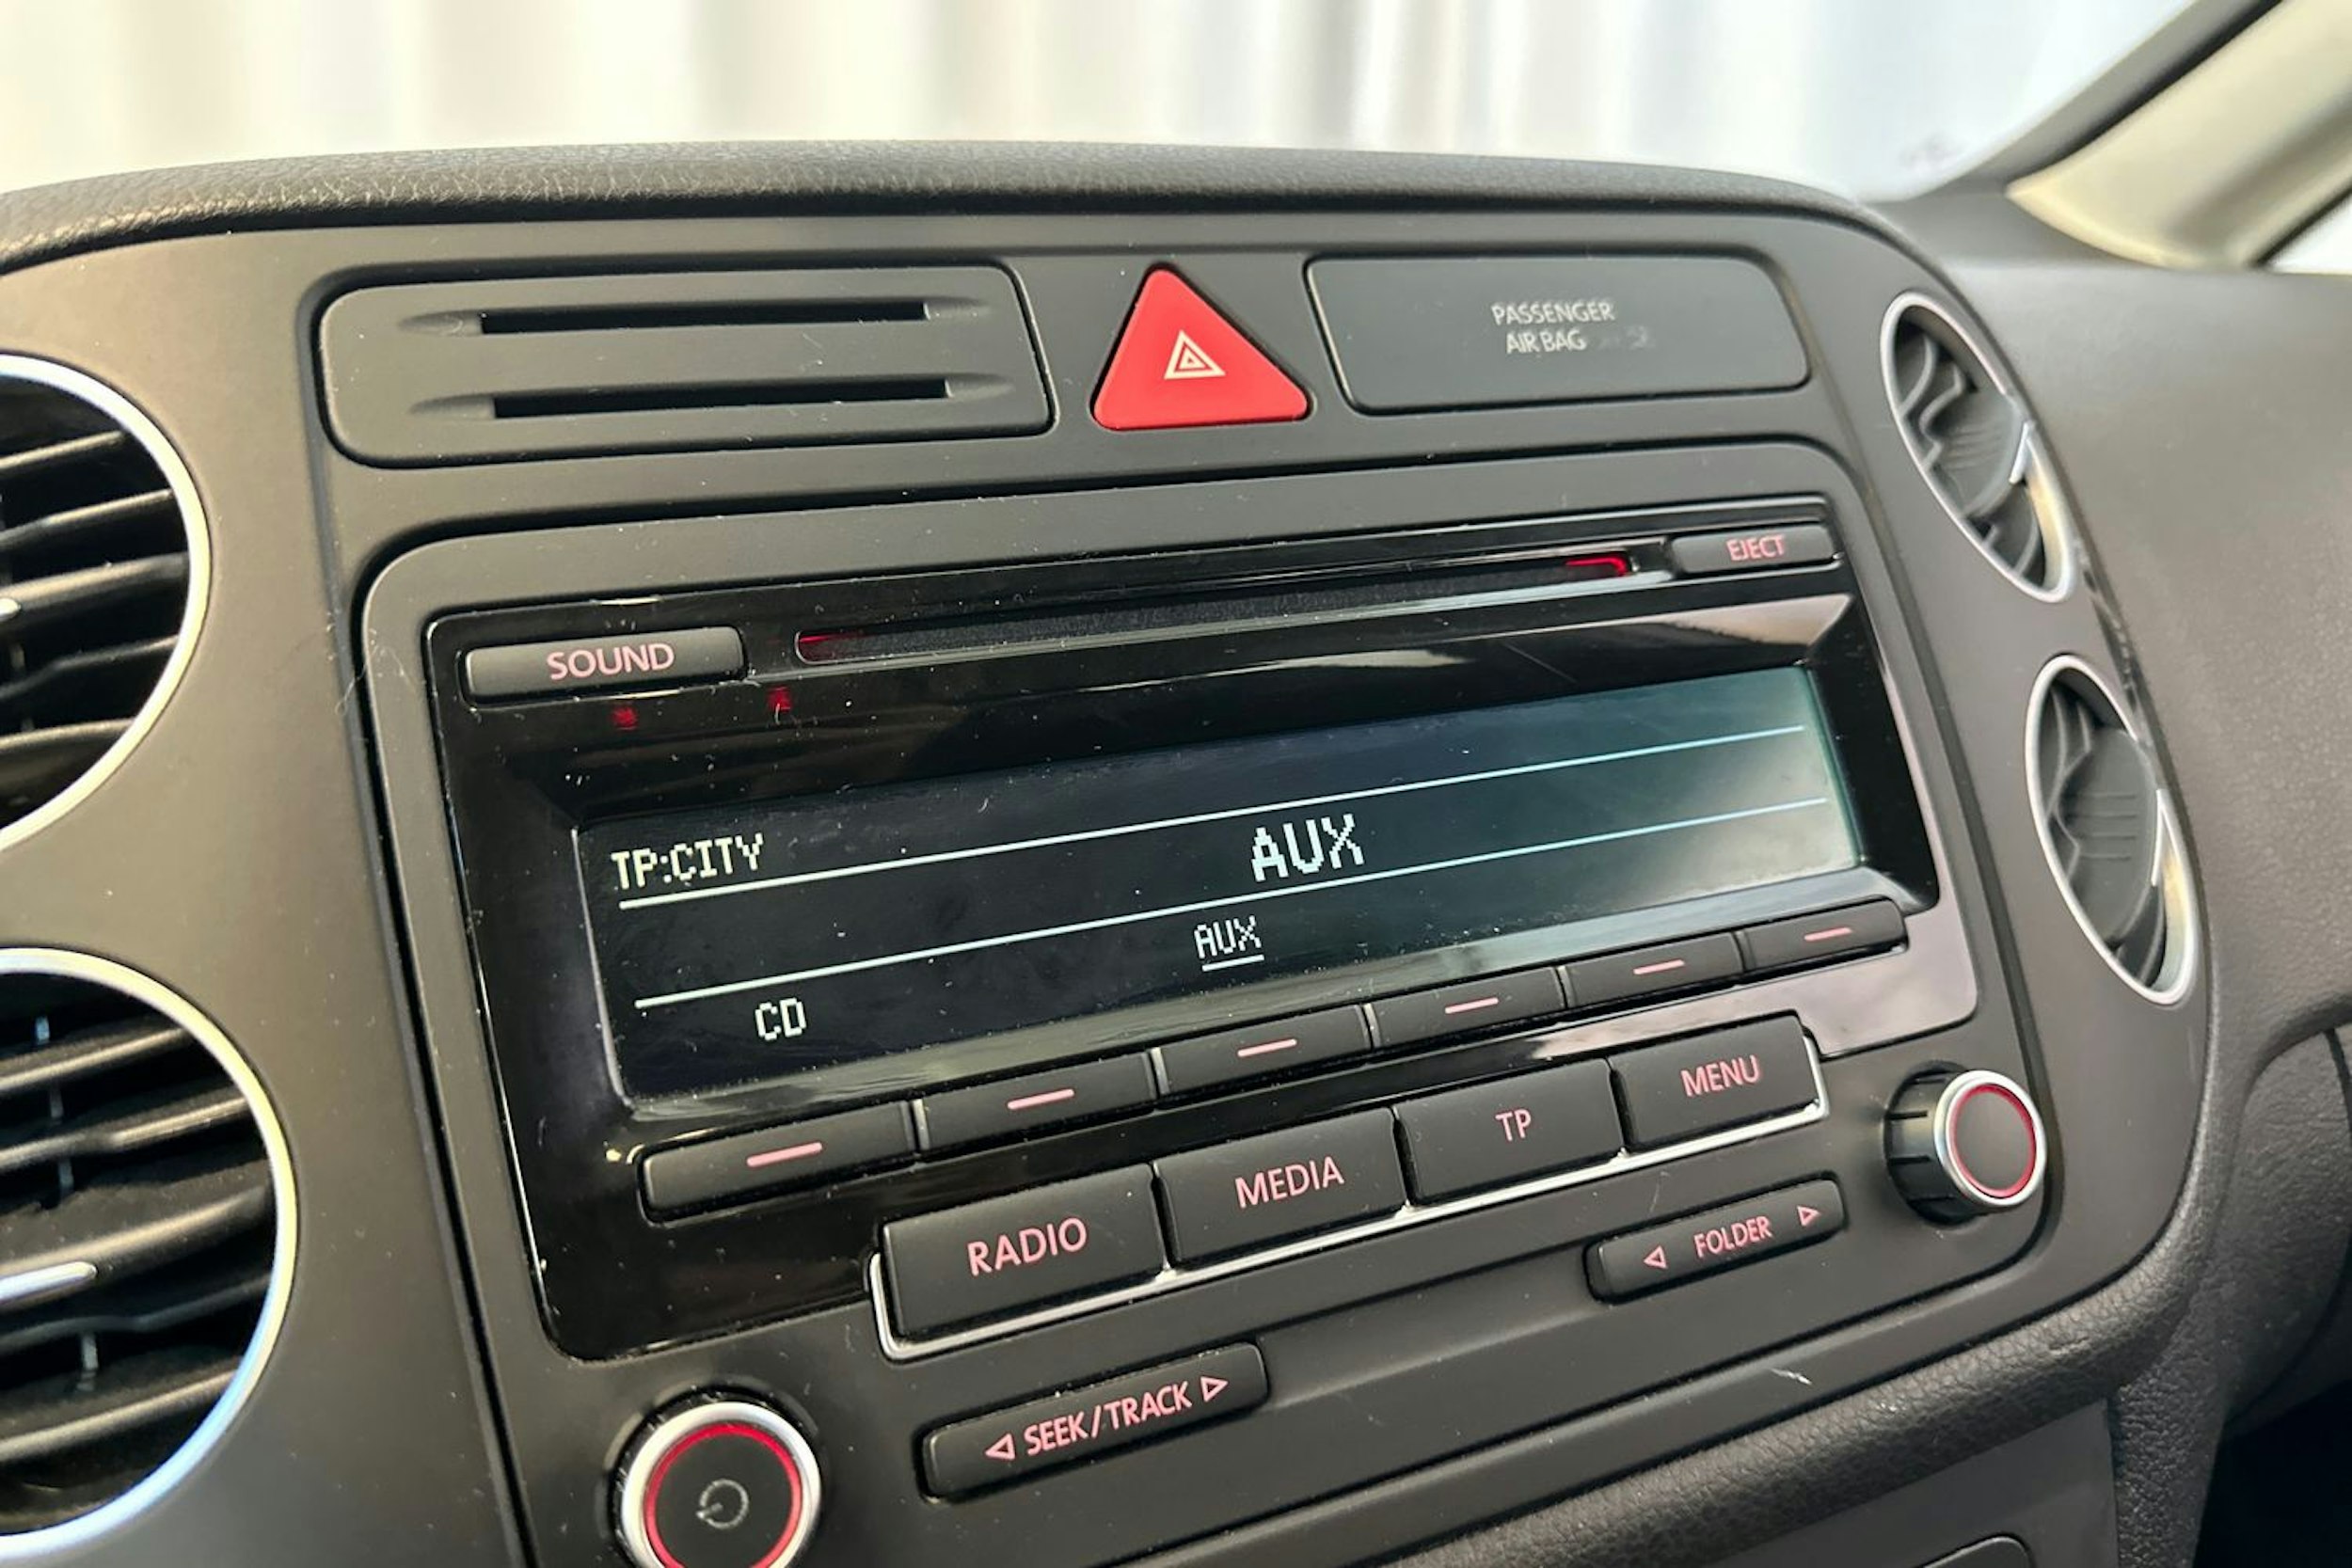 PASSENGER
AIR BAG
EJECT
SOUND
TP:CITY
AUX
AUX
CD
MENU
TP
MEDIA
RADIO
FOLDER
SEEK/TRACK